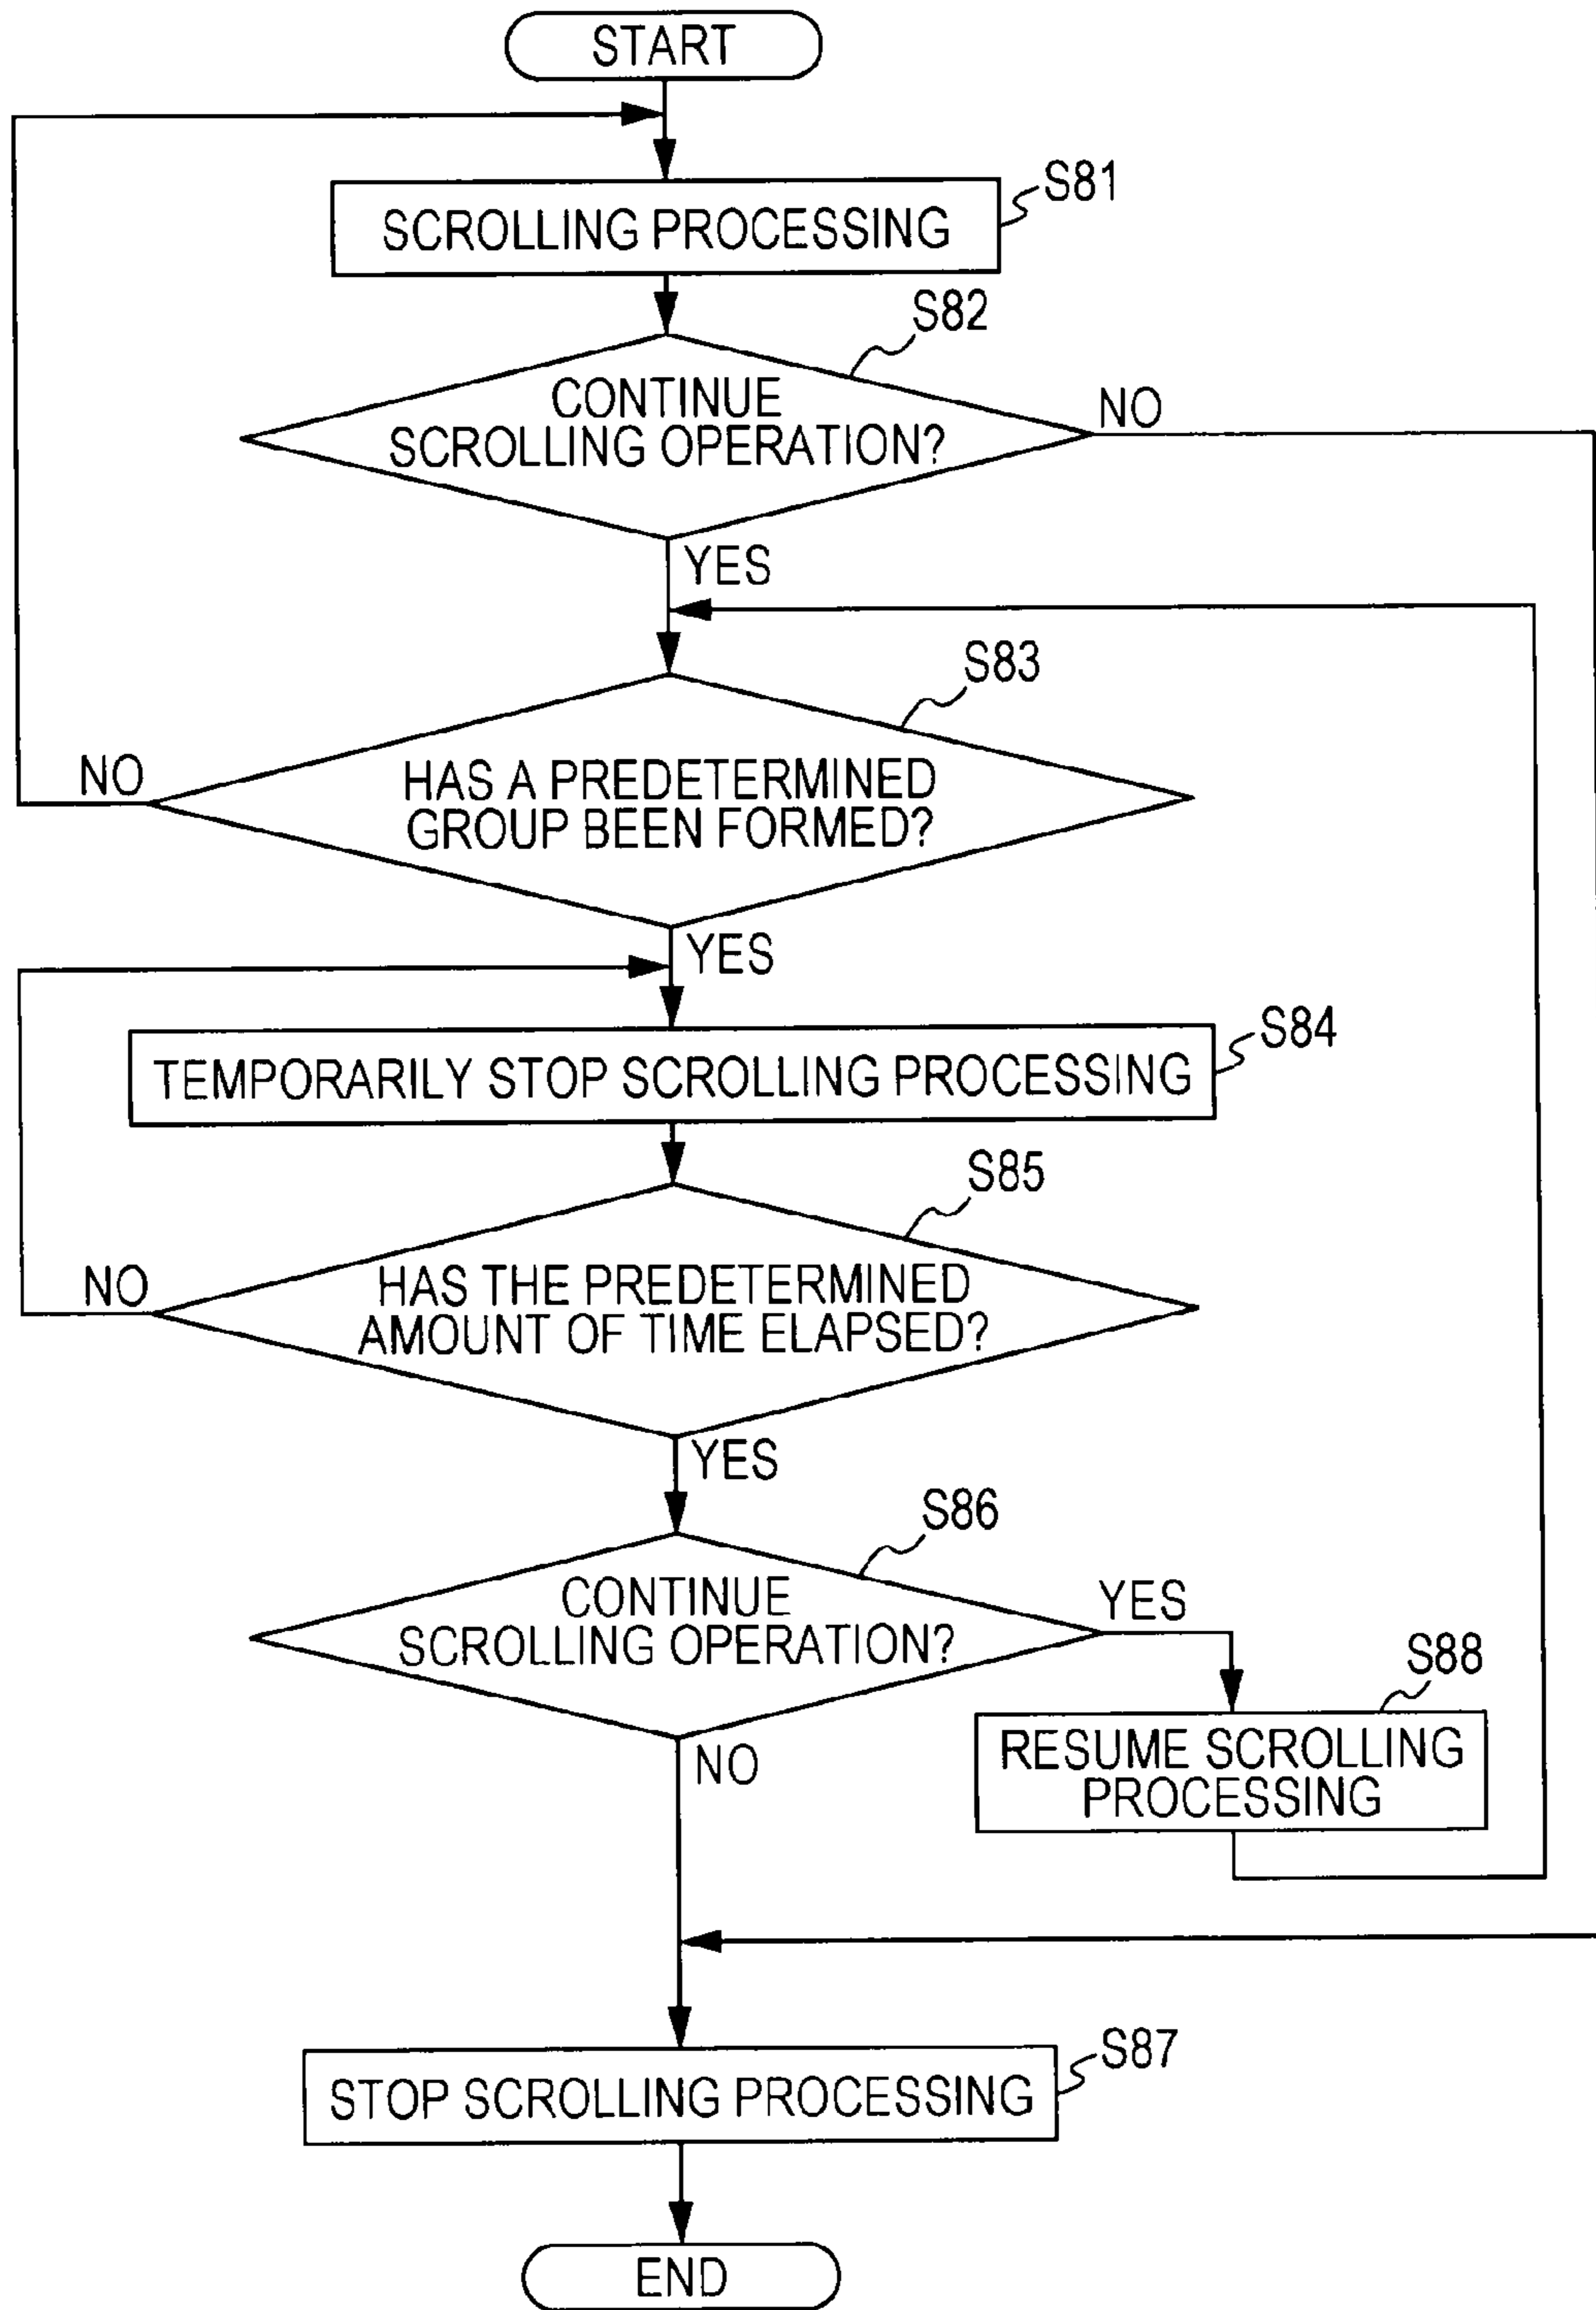 START
SCROLLING PROCESSING
S81
S82
CONTINUE
SCROLLING OPERATION?
NO
YES
S83
NO
HAS A PREDETERMINED
GROUP BEEN FORMED?
YES
TEMPORARILY STOP SCROLLING PROCESSING
S84
S85
NO
HAS THE PREDETERMINED
AMOUNT OF TIME ELAPSED?
YES
S86
CONTINUE
SCROLLING OPERATION?
YES
S88
RESUME SCROLLING
PROCESSING
NO
S87
STOP SCROLLING PROCESSING
END